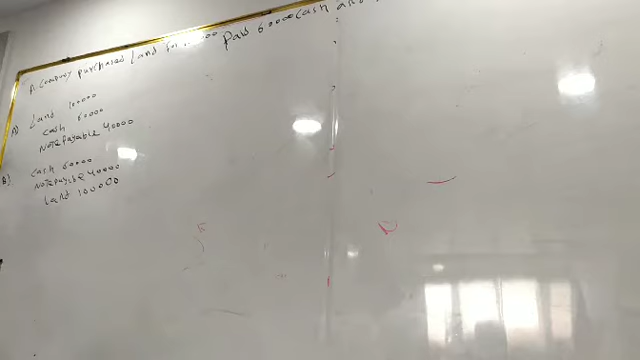 A company purchased Land for Paid 60000 cash and
A) Land 100000
cash 60000
Note Payable 40000
B) cash 60000
Note payable 40000
Land 100000